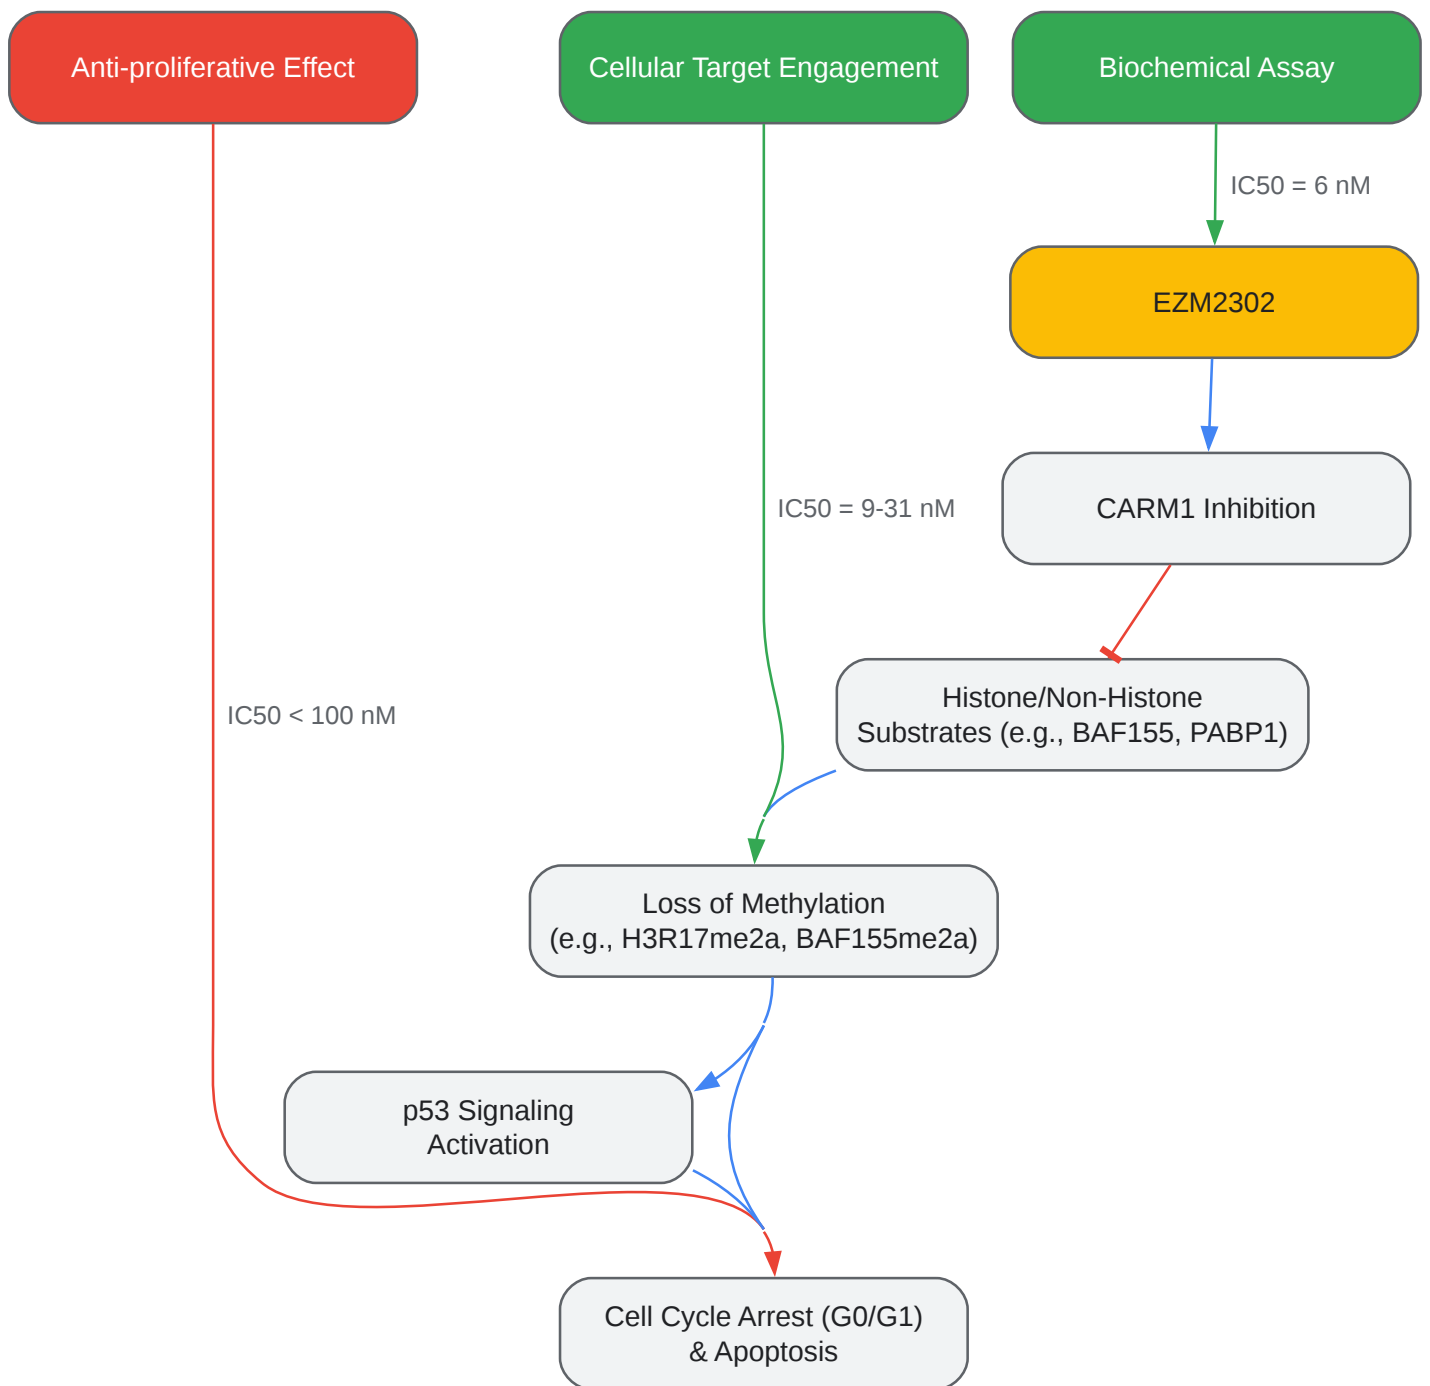 Anti-proliferative Effect
Cellular Target Engagement
Biochemical Assay
IC50 = 6 nM
EZM2302
CARM1 Inhibition
IC50 = 9-31 nM
Histone/Non-Histone
Substrates (e.g., BAF155, PABP1)
IC50 < 100 nM
Loss of Methylation
(e.g., H3R17me2a, BAF155me2a)
p53 Signaling
Activation
Cell Cycle Arrest (G0/G1)
& Apoptosis